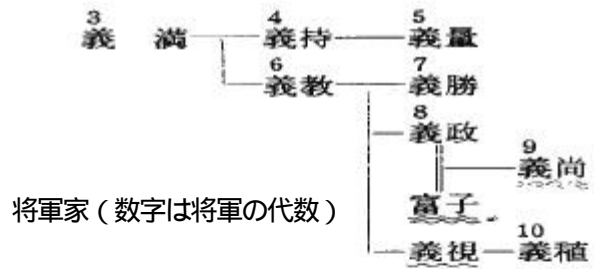 3 4 5
義満 義持 義量
6 7
義教 義勝
8
義政
9
義尚
富子
将軍家(数字は将軍の代数)
10
義視 義稙